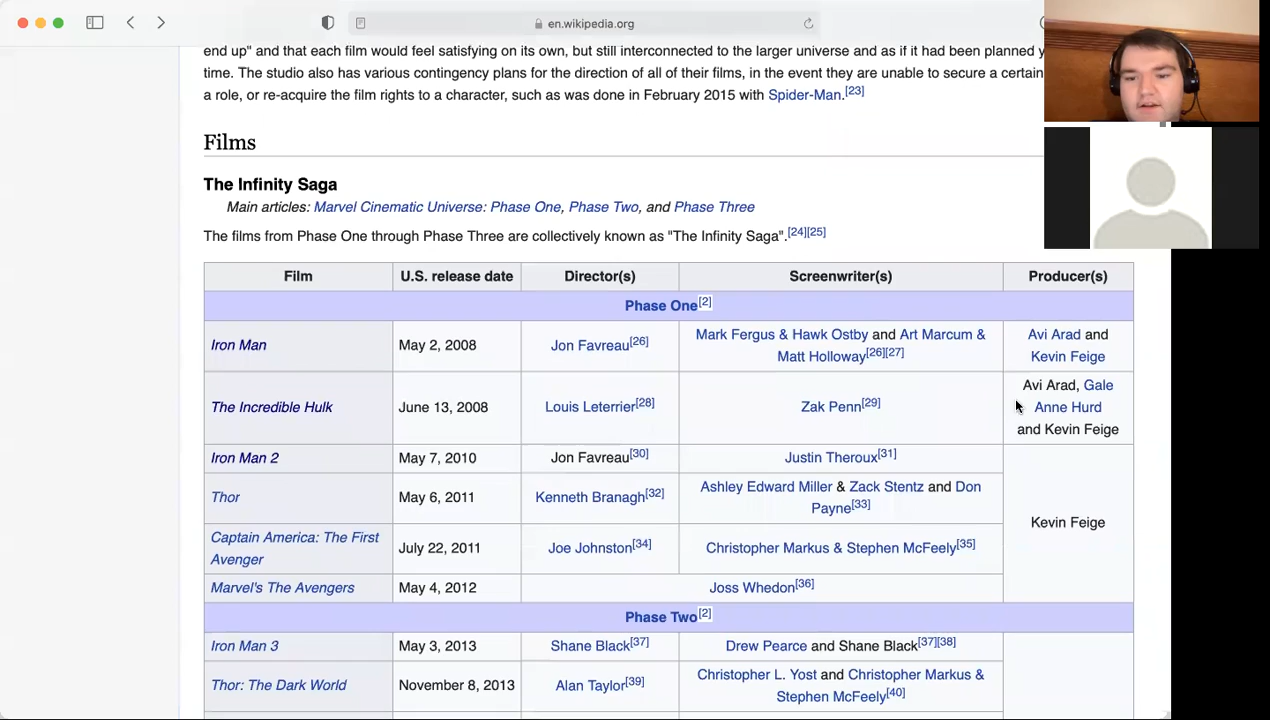 en.wikipedia.org
end up" and that each film would feel satisfying on its own, but still interconnected to the larger universe and as if it had been planned
time. The studio also has various contingency plans for the direction of all of their films, in the event they are unable to secure a certain
a role, or re-acquire the film rights to a character, such as was done in February 2015 with Spider-Man.[23]
Films
The Infinity Saga
Main articles: Marvel Cinematic Universe: Phase One, Phase Two, and Phase Three
The films from Phase One through Phase Three are collectively known as "The Infinity Saga".[24][25]
Film U.S. release date Director(s) Screenwriter(s) Producer(s)
Phase One[2]
Iron Man May 2, 2008 Jon Favreau[26] Mark Fergus & Hawk Ostby and Art Marcum & Matt Holloway[26][27] Avi Arad and Kevin Feige
The Incredible Hulk June 13, 2008 Louis Leterrier[28] Zak Penn[29] Avi Arad, Gale Anne Hurd and Kevin Feige
Iron Man 2 May 7, 2010 Jon Favreau[30] Justin Theroux[31] Kevin Feige
Thor May 6, 2011 Kenneth Branagh[32] Ashley Edward Miller & Zack Stentz and Don Payne[33]
Captain America: The First Avenger July 22, 2011 Joe Johnston[34] Christopher Markus & Stephen McFeely[35]
Marvel's The Avengers May 4, 2012 Joss Whedon[36]
Phase Two[2]
Iron Man 3 May 3, 2013 Shane Black[37] Drew Pearce and Shane Black[37][38]
Thor: The Dark World November 8, 2013 Alan Taylor[39] Christopher L. Yost and Christopher Markus & Stephen McFeely[40]